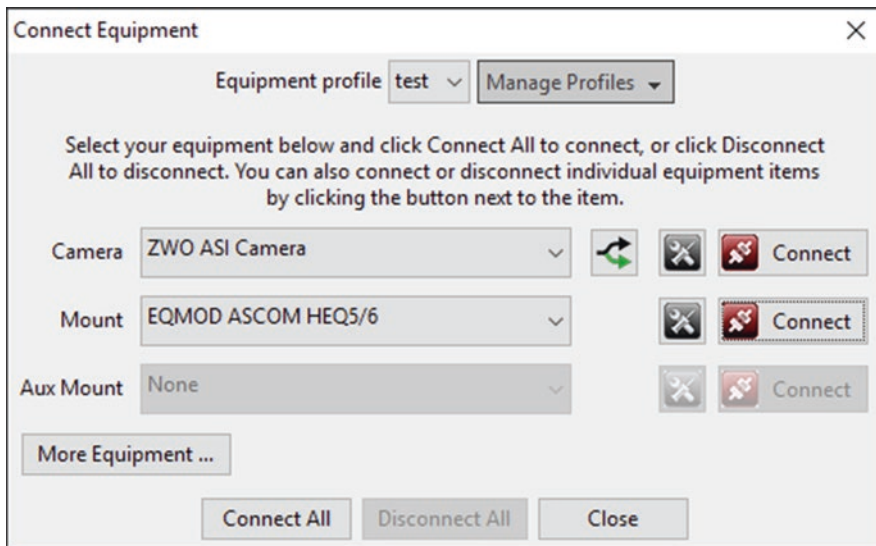 Connect Equipment
Equipment profile test Manage Profiles
Select your equipment below and click Connect All to connect, or click Disconnect
All to disconnect. You can also connect or disconnect individual equipment items
by clicking the button next to the item.
Camera ZWO ASI Camera Connect
Mount EQMOD ASCOM HEQ5/6 Connect
Aux Mount None Connect
More Equipment ...
Connect All Disconnect All Close